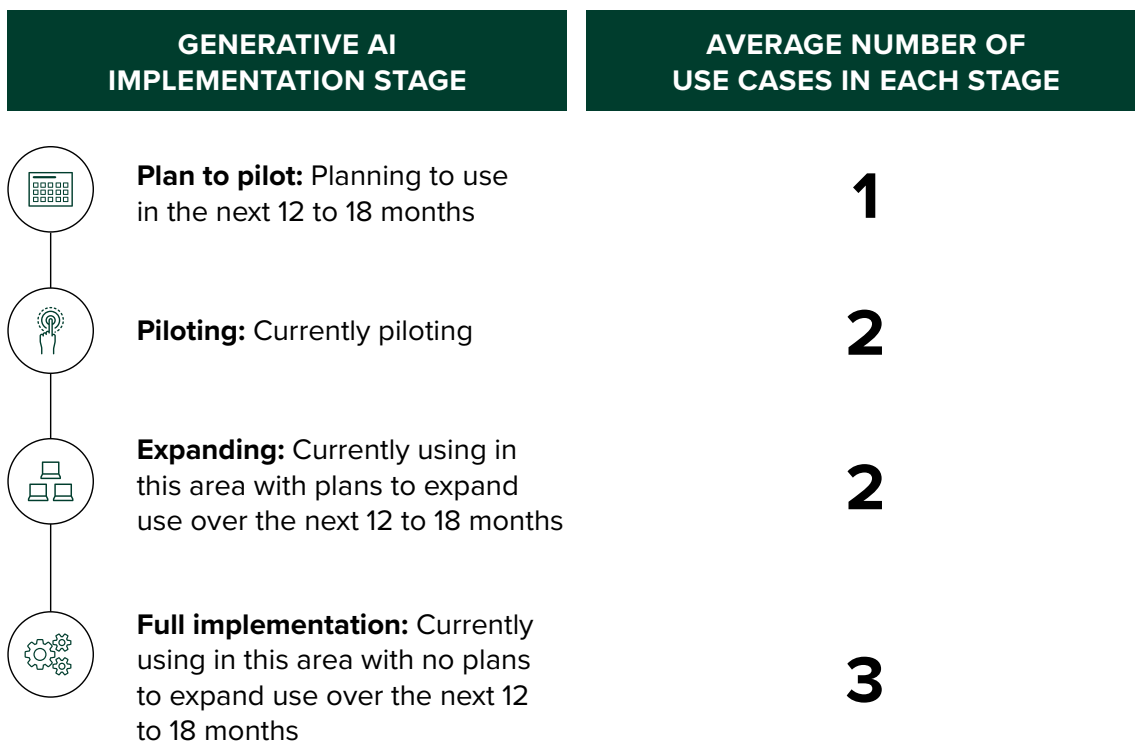 GENERATIVE AI
IMPLEMENTATION STAGE
AVERAGE NUMBER OF
USE CASES IN EACH STAGE
Plan to pilot: Planning to use
in the next 12 to 18 months
1
Piloting: Currently piloting
2
Expanding: Currently using in
this area with plans to expand
use over the next 12 to 18 months
2
Full implementation: Currently
using in this area with no plans
to expand use over the next 12
to 18 months
3